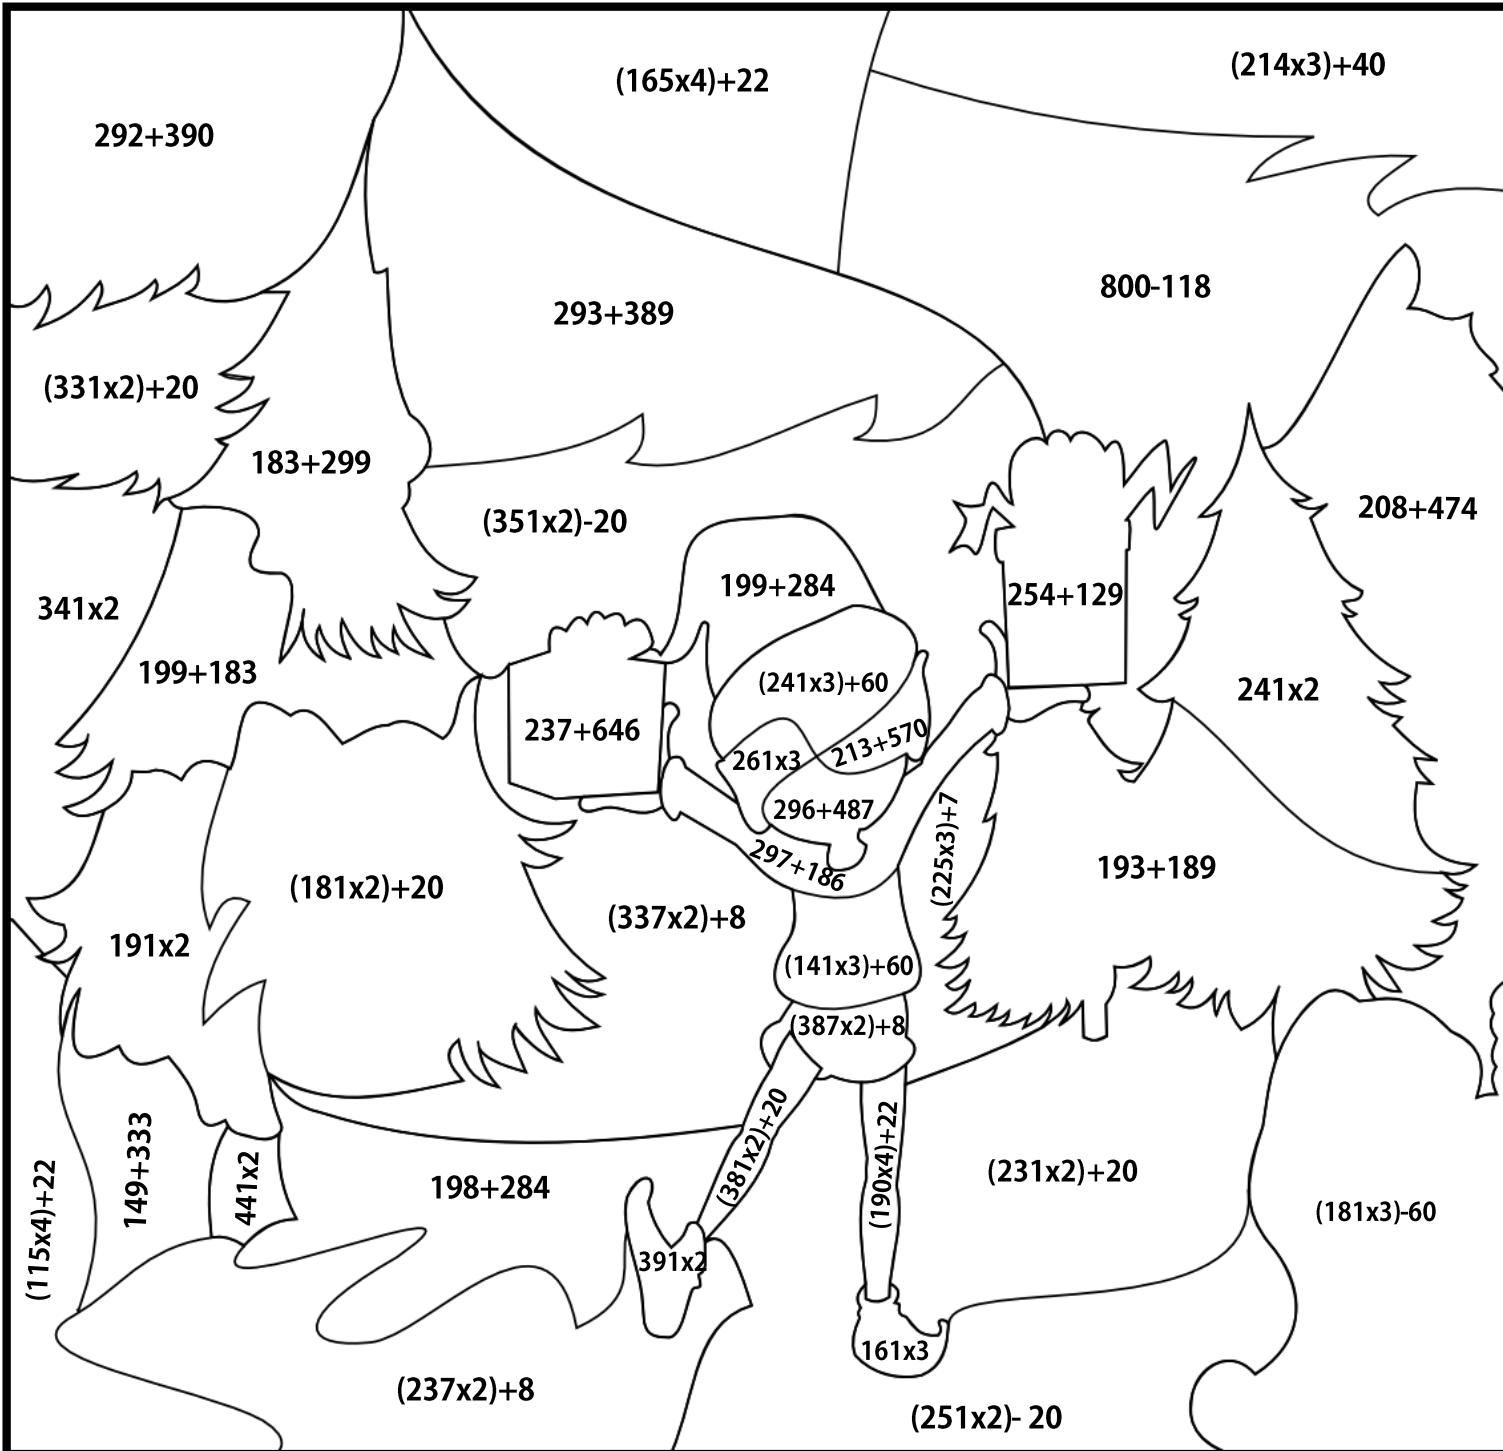 (165x4)+22
(214x3)+40
292+390
800-118
293+389
(331x2)+20
183+299
208+474
(351x2)-20
199+284
254+129
341x2
199+183
(241x3)+60
241x2
237+646
213+570
261x3
296+487
(225x3)+7
297+186
193+189
(181x2)+20
(337x2)+8
191x2
(141x3)+60
(387x2)+8
(381x2)+20
(190x4)+22
149+333
441x2
(231x2)+20
198+284
(181x3)-60
(115x4)+22
391x2
161x3
(237x2)+8
(251x2)- 20